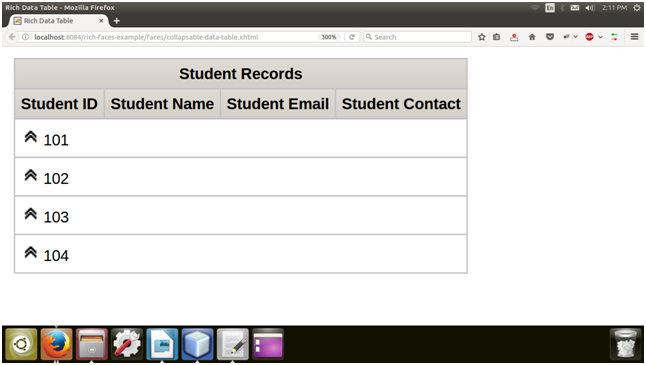 Rich Data Table - Mozilla Firefox
En
2:11 PM
Rich Data Table
localhost:8084/rich-faces-example/faces/collapsable-data-table.xhtml
300%
Search
ABP
Student Records
Student ID Student Name Student Email Student Contact
101
102
103
104